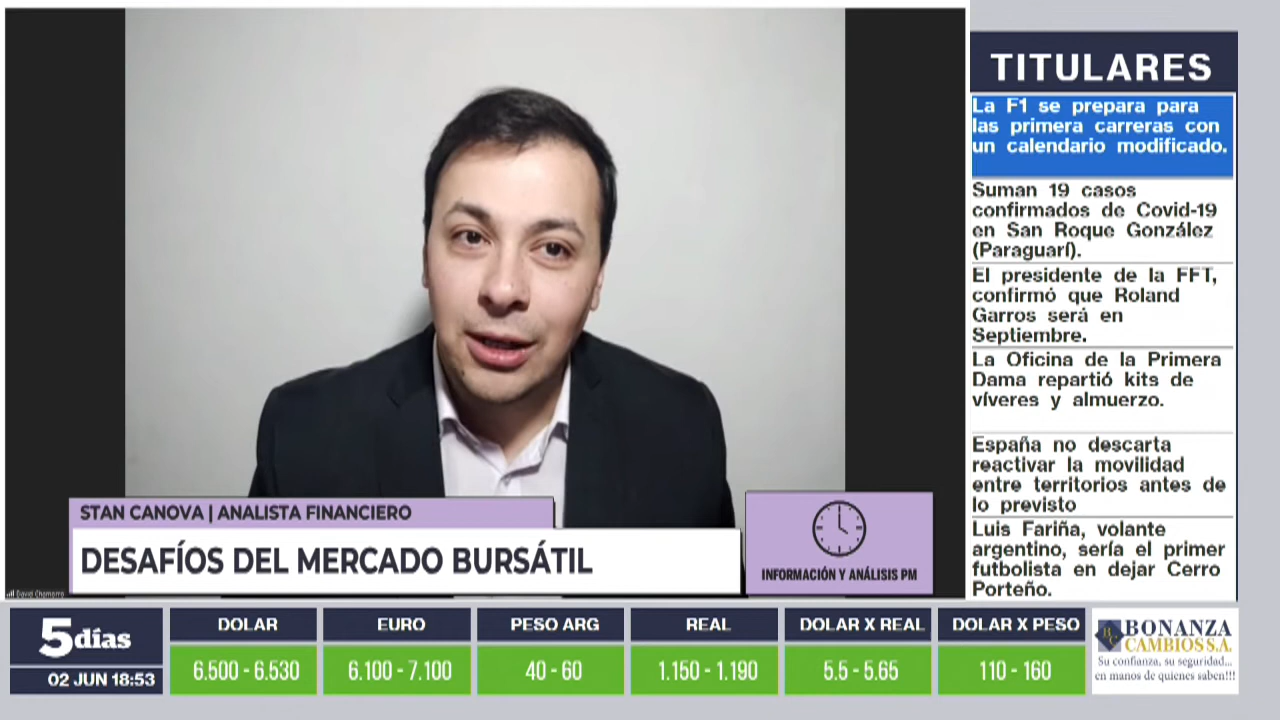 TITULARES
La F1 se prepara para
las primera carreras con
un calendario modificado.
Suman 19 casos
confirmados de Covid-19
en San Roque González
(Paraguarí).
El presidente de la FFT,
confirmó que Roland
Garros será en
Septiembre.
La Oficina de la Primera
Dama repartió kits de
víveres y almuerzo.
España no descarta
reactivar la movilidad
entre territorios antes de
lo previsto
Luis Fariña, volante
argentino, sería el primer
futbolista en dejar Cerro
Porteño.
STAN CANOVA | ANALISTA FINANCIERO
DESAFÍOS DEL MERCADO BURSÁTIL
INFORMACIÓN Y ANÁLISIS PM
David Chamorro
5días
02 JUN 18:53
DOLAR
6.500 - 6.530
EURO
6.100 - 7.100
PESO ARG
40 - 60
REAL
1.150 - 1.190
DOLAR X REAL
5.5 - 5.65
DOLAR X PESO
110 - 160
BC
BONANZA
CAMBIOS S.A.
Su confianza, su seguridad...
en manos de quienes saben!!!